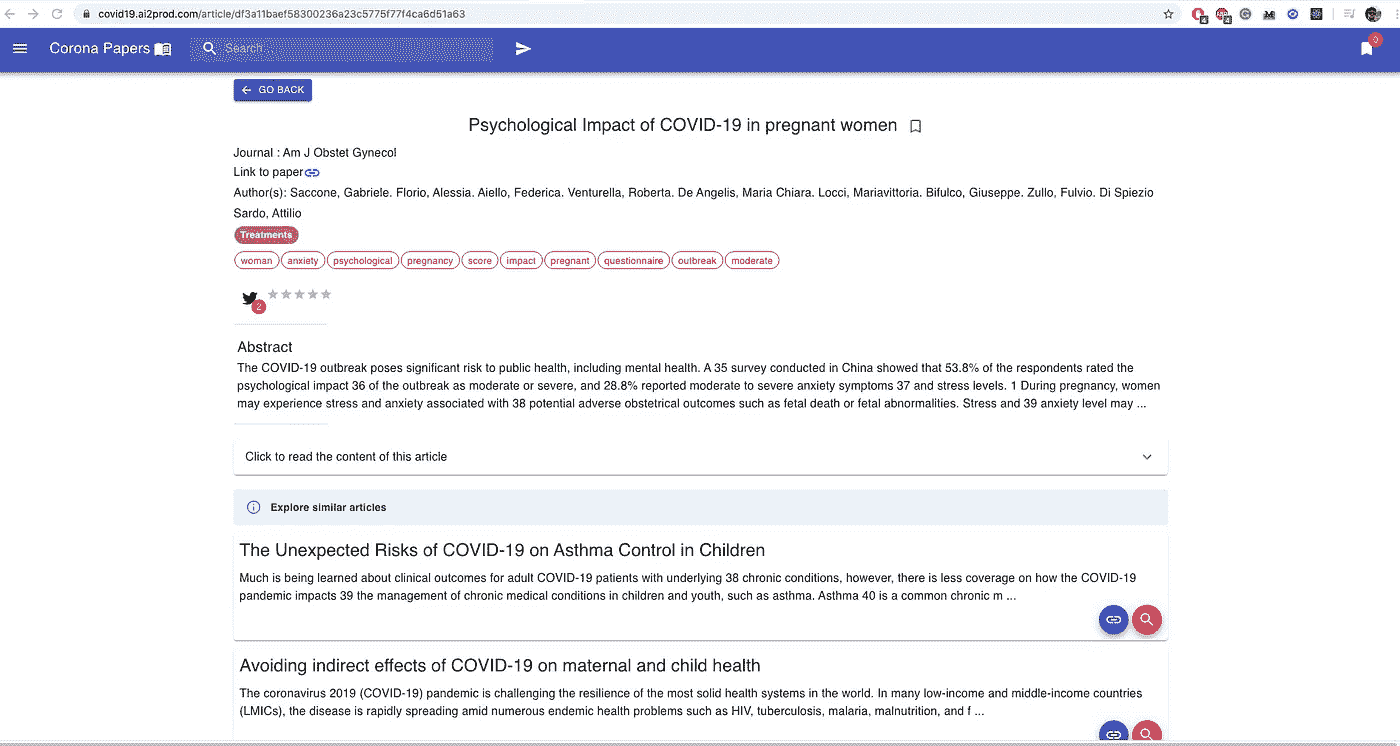 covid19.ai2prod.com/article/df3a11baef58300236a23c5775f77f4ca6d51a63
Corona Papers
Search
0
GO BACK
Psychological Impact of COVID-19 in pregnant women
Journal : Am J Obstet Gynecol
Link to paper
Author(s): Saccone, Gabriele. Florio, Alessia. Aiello, Federica. Venturella, Roberta. De Angelis, Maria Chiara. Locci, Mariavittoria. Bifulco, Giuseppe. Zullo, Fulvio. Di Spiezio
Sardo, Attilio
Treatments
woman anxiety psychological pregnancy score impact pregnant questionnaire outbreak moderate
2
Abstract
The COVID-19 outbreak poses significant risk to public health, including mental health. A 35 survey conducted in China showed that 53.8% of the respondents rated the
psychological impact 36 of the outbreak as moderate or severe, and 28.8% reported moderate to severe anxiety symptoms 37 and stress levels. 1 During pregnancy, women
may experience stress and anxiety associated with 38 potential adverse obstetrical outcomes such as fetal death or fetal abnormalities. Stress and 39 anxiety level may ...
Click to read the content of this article
Explore similar articles
The Unexpected Risks of COVID-19 on Asthma Control in Children
Much is being learned about clinical outcomes for adult COVID-19 patients with underlying 38 chronic conditions, however, there is less coverage on how the COVID-19
pandemic impacts 39 the management of chronic medical conditions in children and youth, such as asthma. Asthma 40 is a common chronic m ...
Avoiding indirect effects of COVID-19 on maternal and child health
The coronavirus 2019 (COVID-19) pandemic is challenging the resilience of the most solid health systems in the world. In many low-income and middle-income countries
(LMICs), the disease is rapidly spreading amid numerous endemic health problems such as HIV, tuberculosis, malaria, malnutrition, and f ...